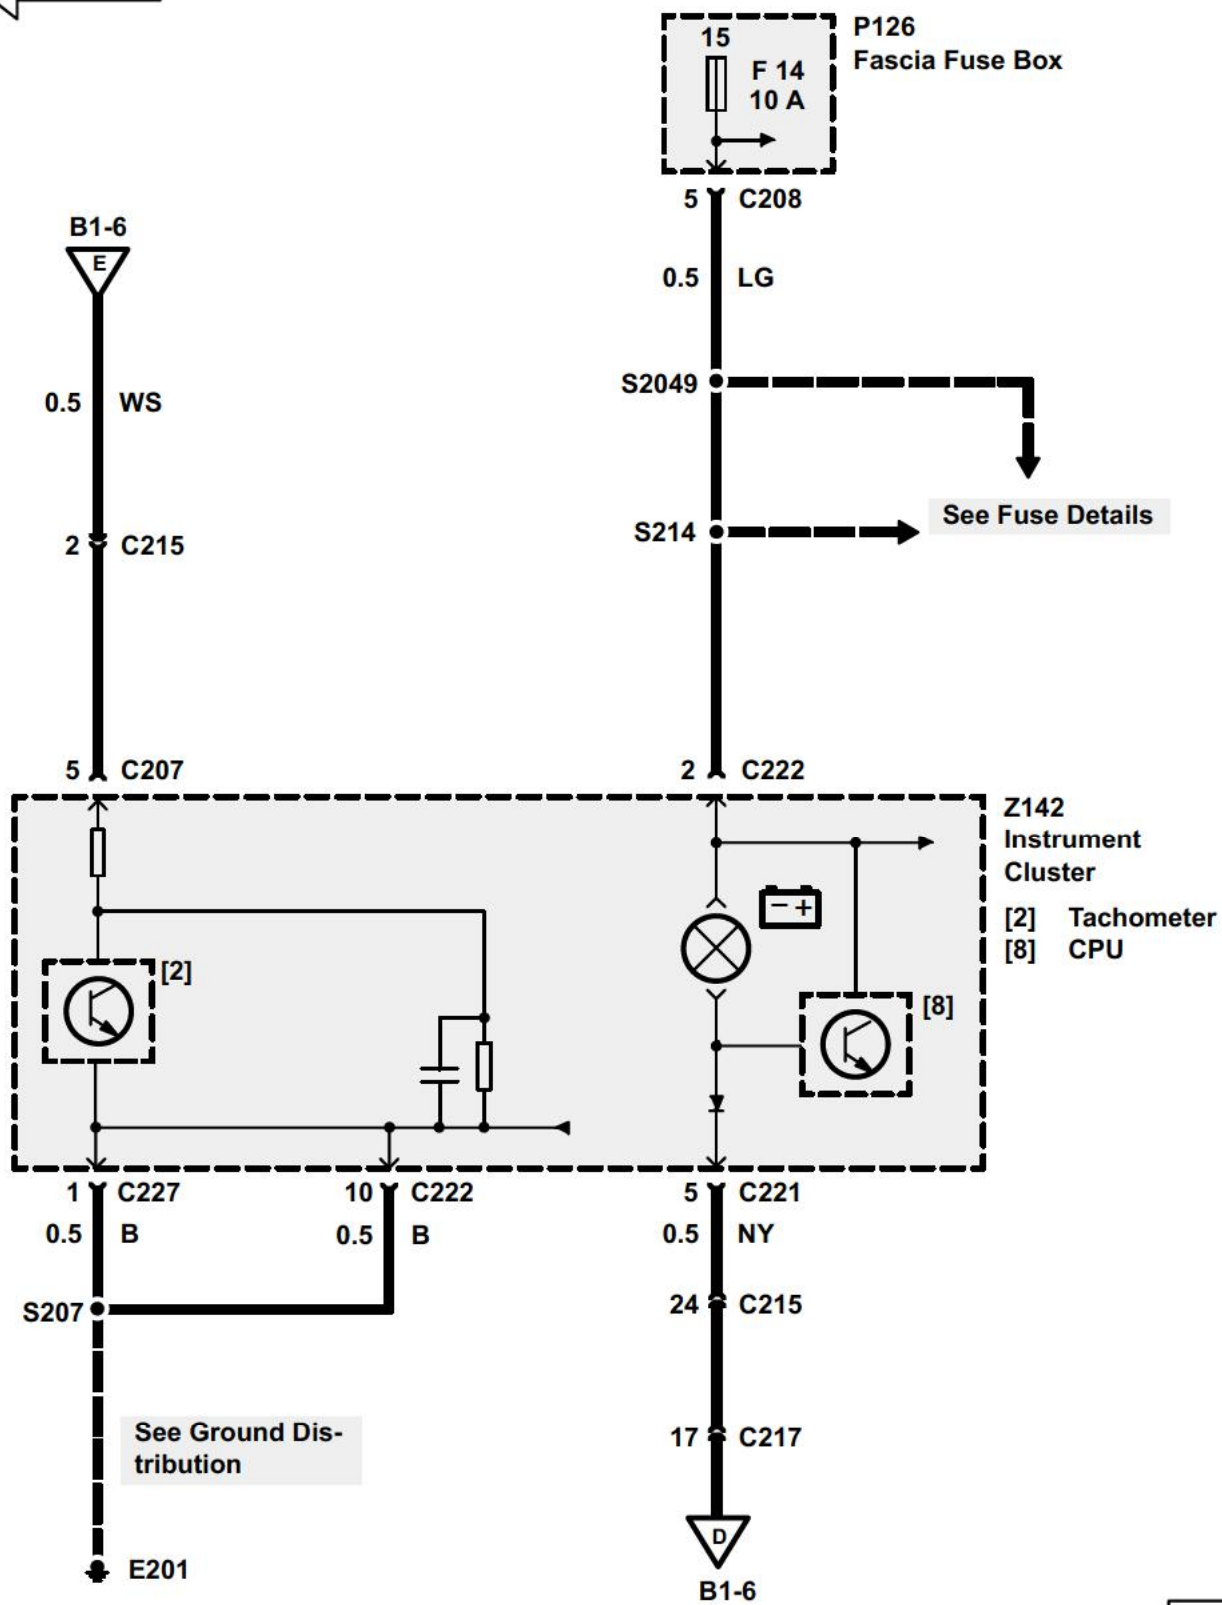 15
F 14
10 A
P126
Fascia Fuse Box
5 C208
B1-6
E
0.5 LG
S2049
0.5 WS
See Fuse Details
S214
2 C215
5 C207
2 C222
Z142
Instrument
Cluster
[2] Tachometer
[8] CPU
- +
[2]
[8]
1 C227
10 C222
5 C221
0.5 B
0.5 B
0.5 NY
S207
24 C215
See Ground Dis-
tribution
17 C217
D
E201
B1-6